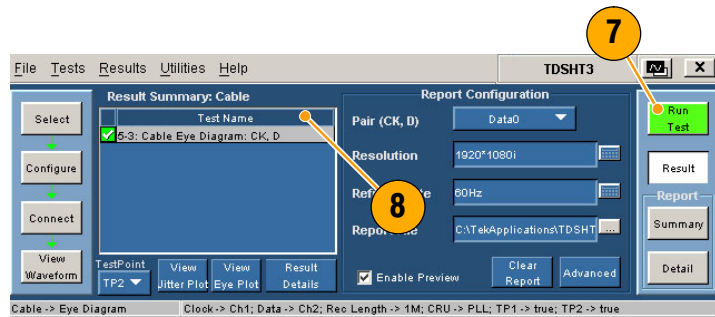 7
File Tests Results Utilities Help TDSHT3 X
Result Summary: Cable
Test Name
5-3: Cable Eye Diagram: CK, D
8
Report Configuration
Pair (CK, D) Data0
Resolution 1920*1080i
60Hz
C:\TekApplications\TDSHT ...
Enable Preview
Clear Report
Advanced
Select
Configure
Connect
View Waveform
TestPoint
TP2
View Jitter Plot
View Eye Plot
Result Details
Run Test
Result
Report
Summary
Detail
Cable -> Eye Diagram Clock-> Ch1; Data -> Ch2; Rec Length -> 1M; CRU -> PLL; TP1 -> true; TP2 -> true